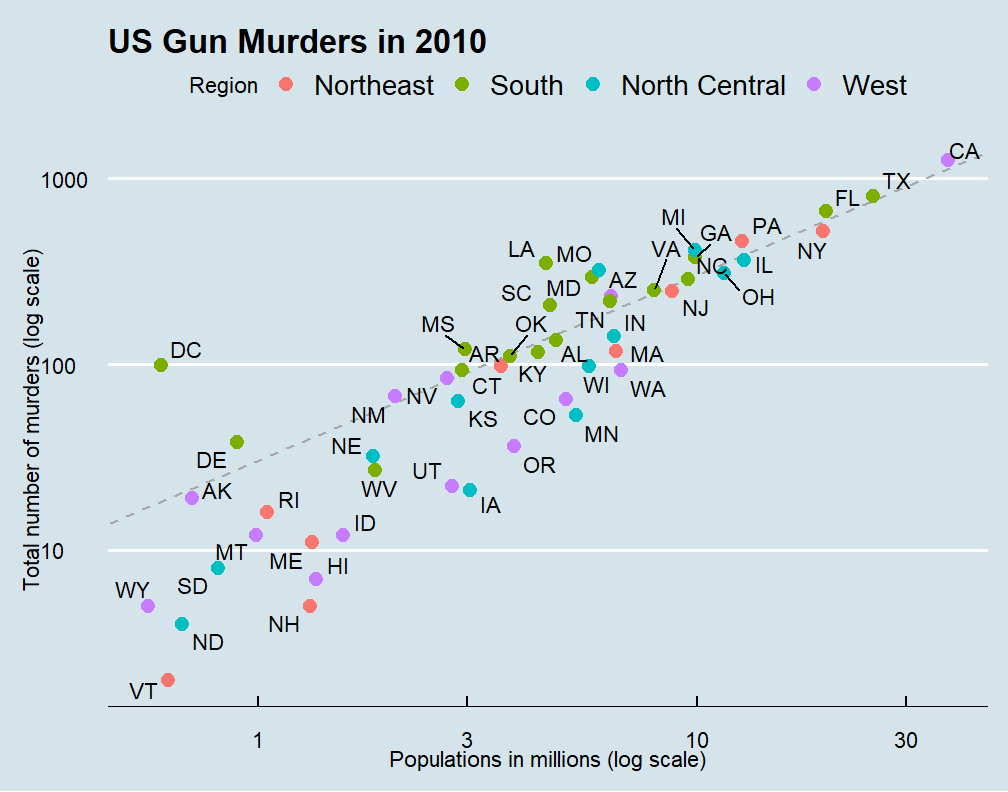 US Gun Murders in 2010
Region Northeast South North Central West
CA
1000
TX
FL
MI
PA
GA
NY
LA
MO
VA
NC
IL
AZ
SC
MD
OH
NJ
MS
OK
TN
IN
DC
AR
AL
MA
100
KY
CT
WI
WA
NM
NV
KS
CO
MN
NE
DE
UT
OR
WV
AK
RI
IA
ID
10
MT
ME
HI
WY
SD
NH
ND
VT
Total number of murders (log scale)
1 3 10 30
Populations in millions (log scale)